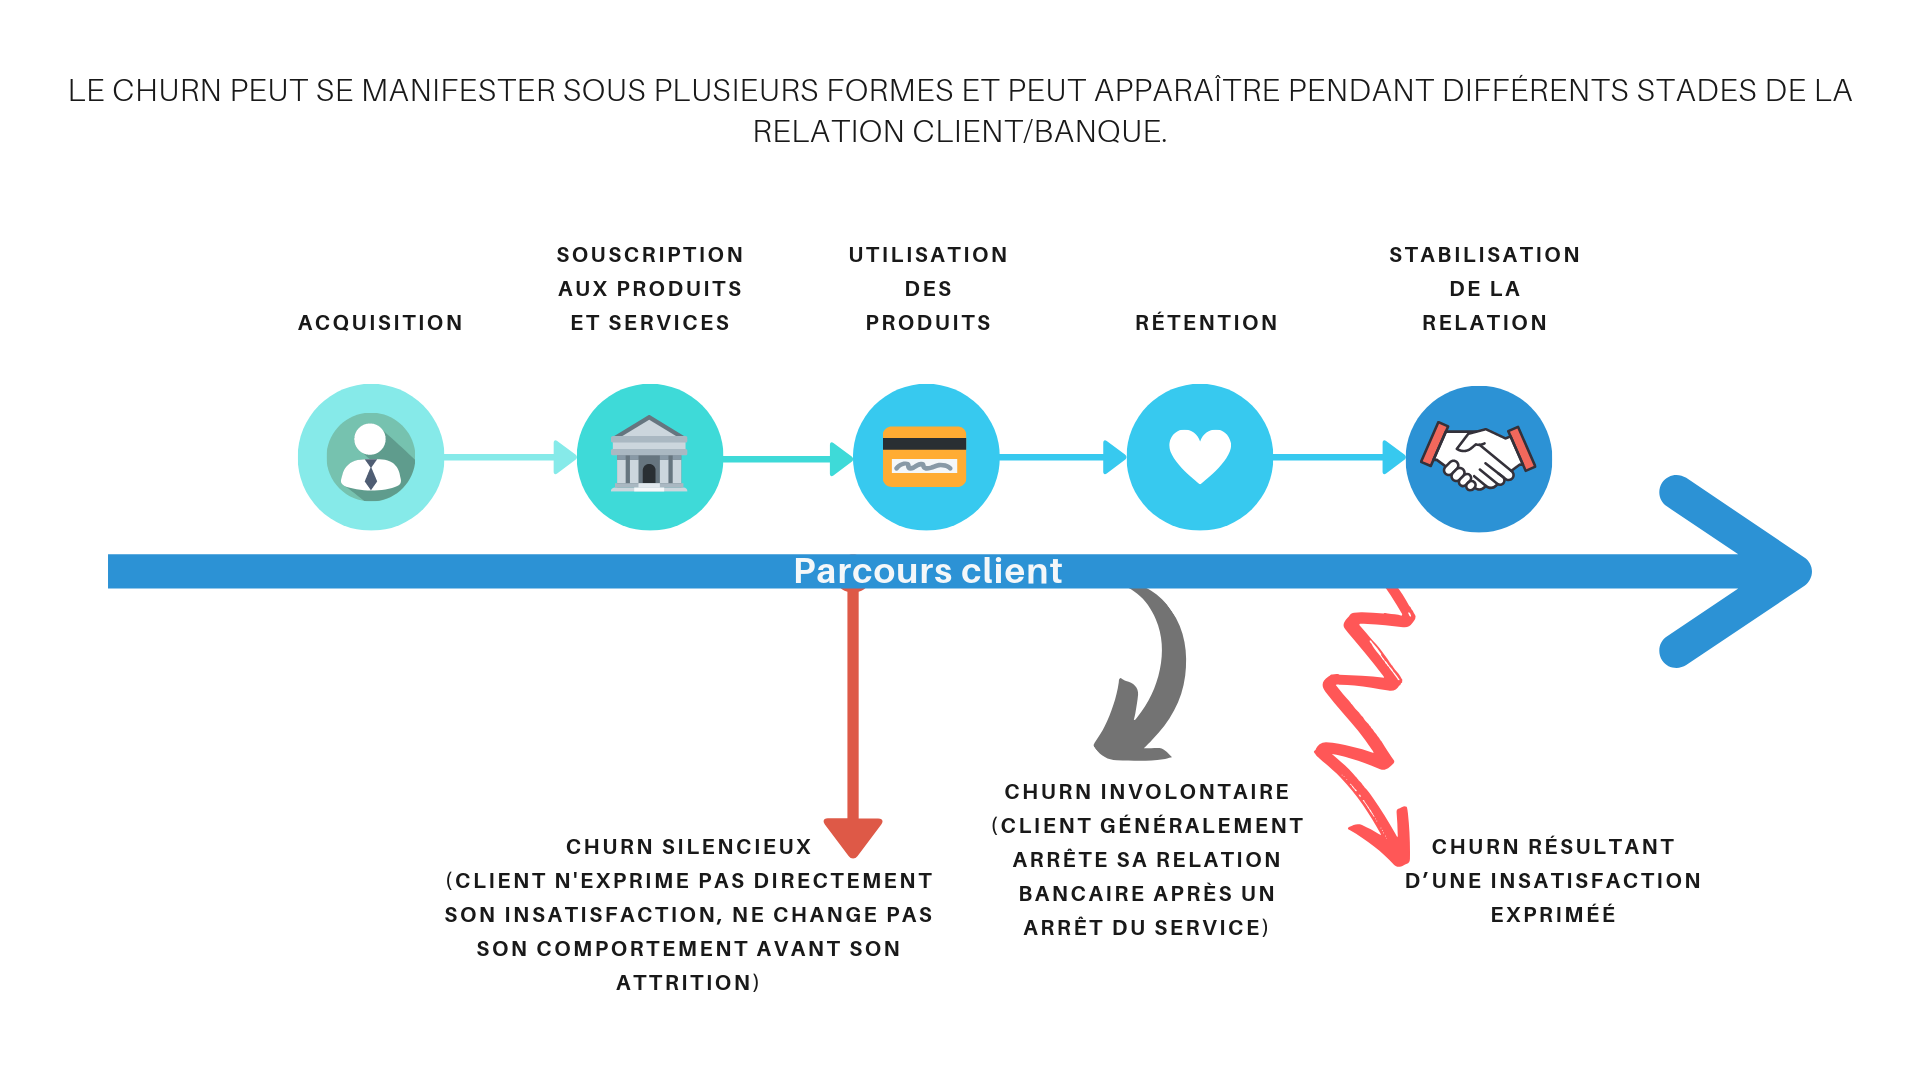 LE CHURN PEUT SE MANIFESTER SOUS PLUSIEURS FORMES ET PEUT APPARAÎTRE PENDANT DIFFÉRENTS STADES DE LA
RELATION CLIENT/BANQUE.
ACQUISITION
SOUSCRIPTION
AUX PRODUITS
ET SERVICES
UTILISATION
DES
PRODUITS
RÉTENTION
STABILISATION
DE LA
RELATION
Parcours client
CHURN SILENCIEUX
(CLIENT N'EXPRIME PAS DIRECTEMENT
SON INSATISFACTION, NE CHANGE PAS
SON COMPORTEMENT AVANT SON
ATTRITION)
CHURN INVOLONTAIRE
(CLIENT GÉNÉRALEMENT
ARRÊTE SA RELATION
BANCAIRE APRÈS UN
ARRÊT DU SERVICE)
CHURN RÉSULTANT
D’UNE INSATISFACTION
EXPRIMÉÉ